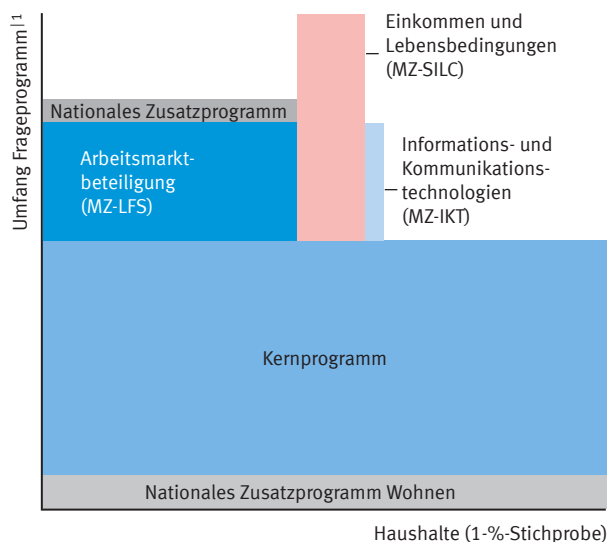 Umfang Frageprogramm|1
Einkommen und
Lebensbedingungen
(MZ-SILC)
Nationales Zusatzprogramm
Arbeitsmarkt-
beteiligung
(MZ-LFS)
Informations- und
Kommunikations-
technologien
(MZ-IKT)
Kernprogramm
Nationales Zusatzprogramm Wohnen
Haushalte (1-%-Stichprobe)